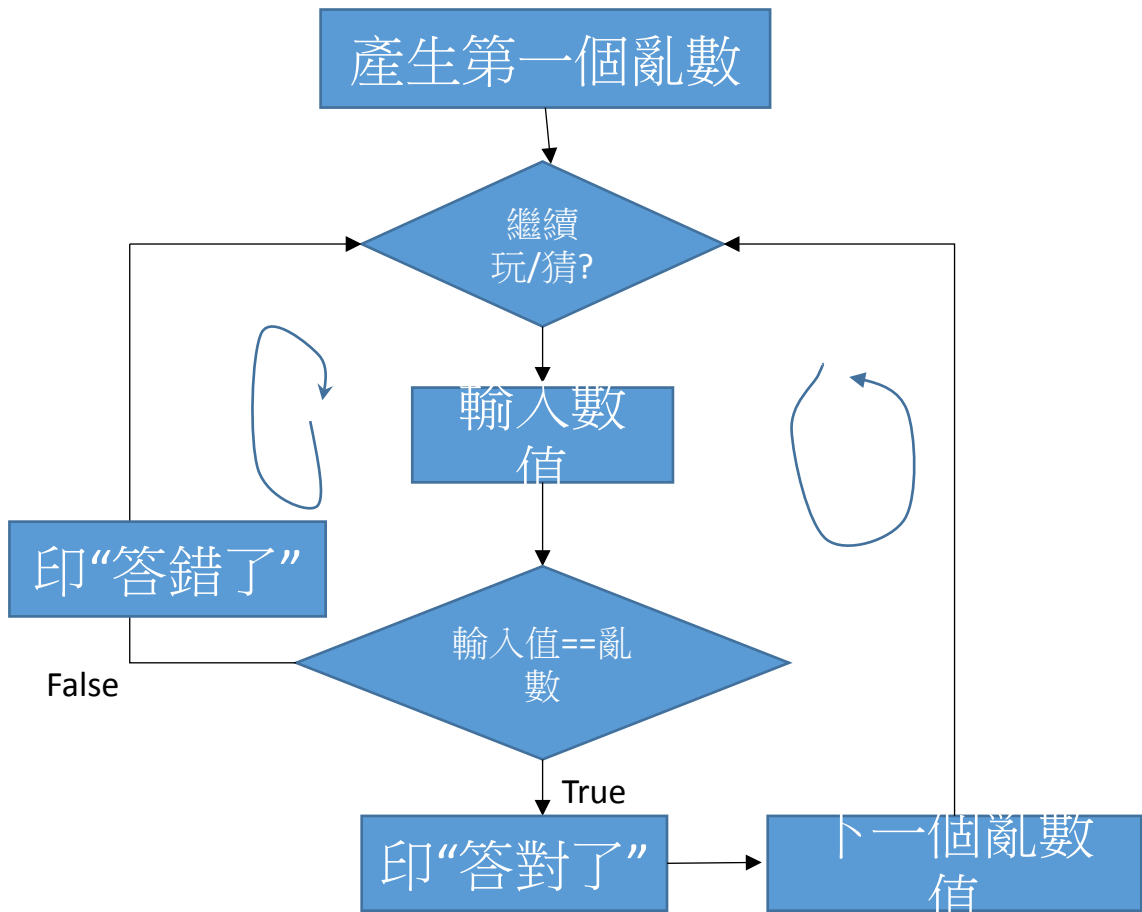 產生第一個亂數
繼續
玩/猜?
輸入數
值
印“答錯了”
輸入值==亂
數
False
True
印“答對了”
下一個亂數
值